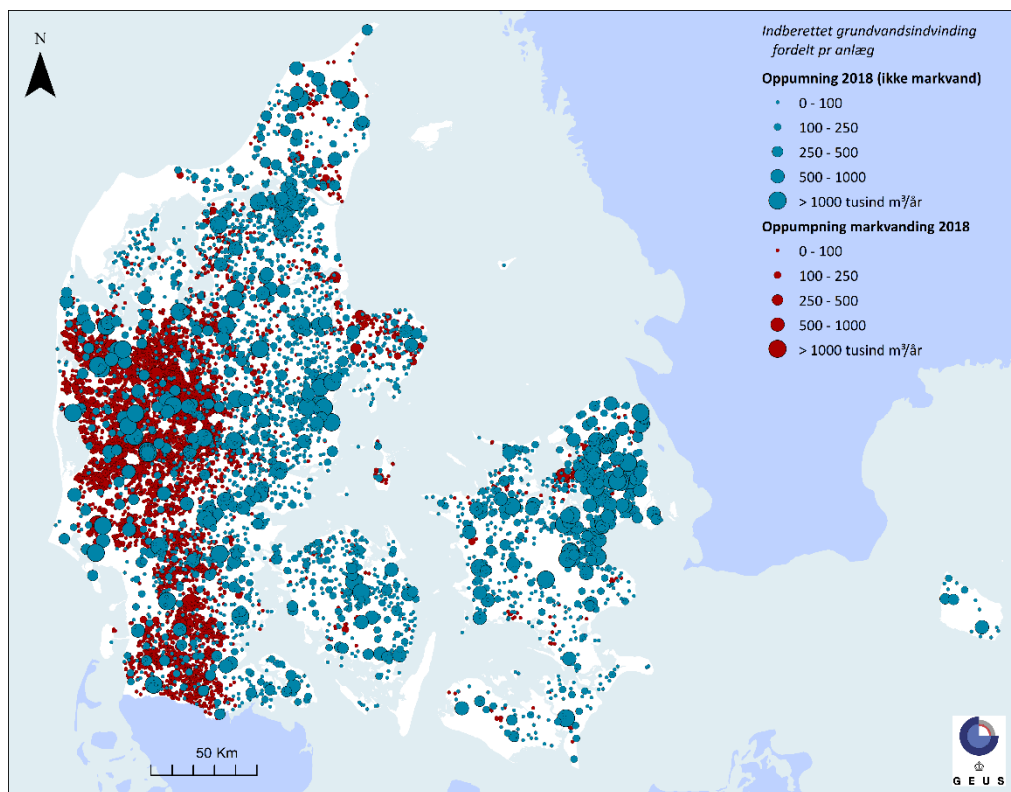 N
Indberettet grundvandsindvinding
fordelt pr anlæg
Oppumning 2018 (ikke markvand)
0 - 100
100 - 250
250 - 500
500 - 1000
> 1000 tusind m³/år
Oppumpning markvanding 2018
0 - 100
100 - 250
250 - 500
500 - 1000
> 1000 tusind m³/år
50 Km
G E U S